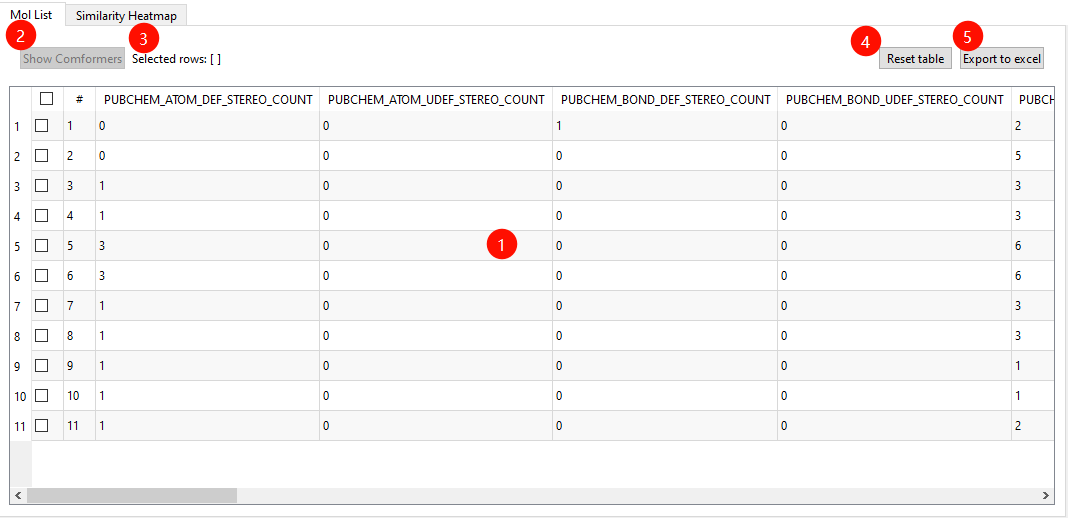 Mol List Similarity Heatmap
2 3 4 5
Show Comformers Selected rows: [ ] Reset table Export to excel
# PUBCHEM_ATOM_DEF_STEREO_COUNT PUBCHEM_ATOM_UDEF_STEREO_COUNT PUBCHEM_BOND_DEF_STEREO_COUNT PUBCHEM_BOND_UDEF_STEREO_COUNT PUBCH
1 1 0 0 1 0 2
2 2 0 0 0 0 5
3 3 1 0 0 0 3
4 4 1 0 0 0 3
5 5 3 0 1 0 0 6
6 6 3 0 0 0 6
7 7 1 0 0 0 3
8 8 1 0 0 0 3
9 9 1 0 0 0 1
10 10 1 0 0 0 1
11 11 1 0 0 0 2